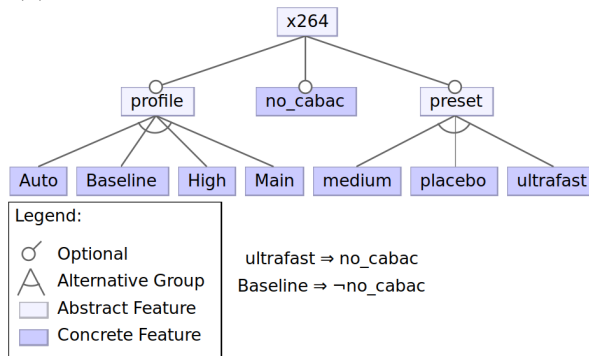 x264
profile no_cabac preset
Auto Baseline High Main medium placebo ultrafast
Legend:
Optional
Alternative Group
Abstract Feature
Concrete Feature
ultrafast ⇒ no_cabac
Baseline ⇒ ¬no_cabac